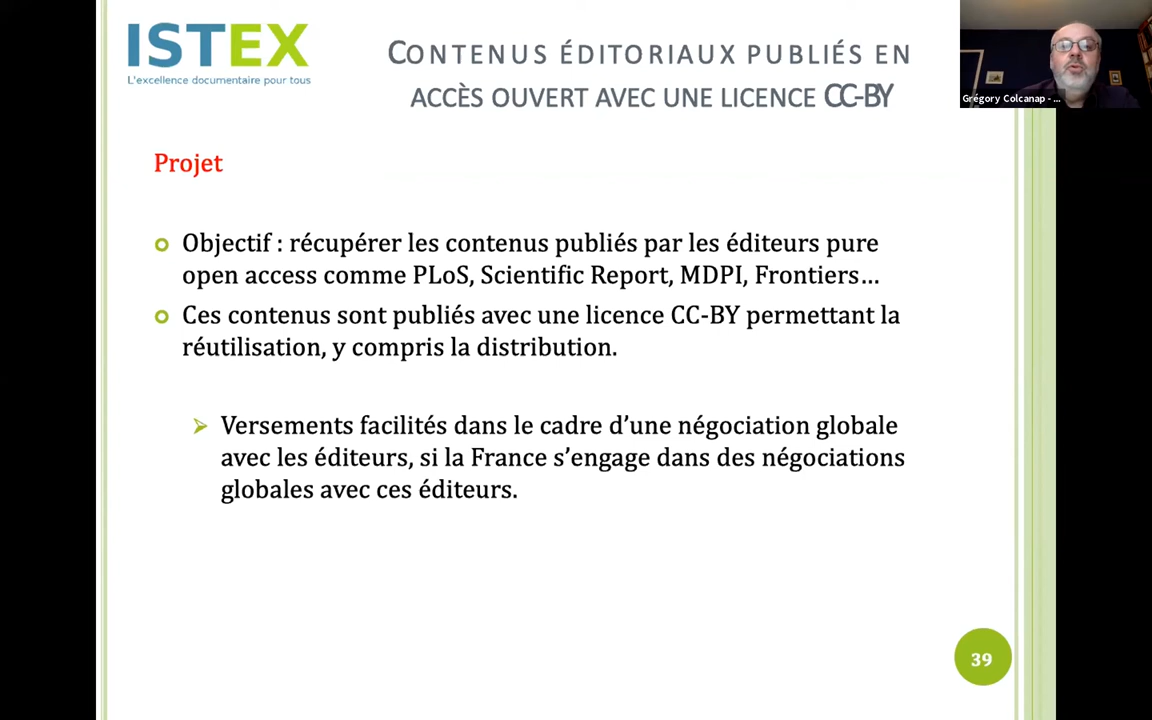 ISTEX
L'excellence documentaire pour tous
CONTENUS ÉDITORIAUX PUBLIÉS EN
ACCÈS OUVERT AVEC UNE LICENCE CC-BY
Grégory Colcanap - ...
Projet
Objectif : récupérer les contenus publiés par les éditeurs pure
open access comme PLoS, Scientific Report, MDPI, Frontiers…
Ces contenus sont publiés avec une licence CC-BY permettant la
réutilisation, y compris la distribution.
Versements facilités dans le cadre d’une négociation globale
avec les éditeurs, si la France s’engage dans des négociations
globales avec ces éditeurs.
39